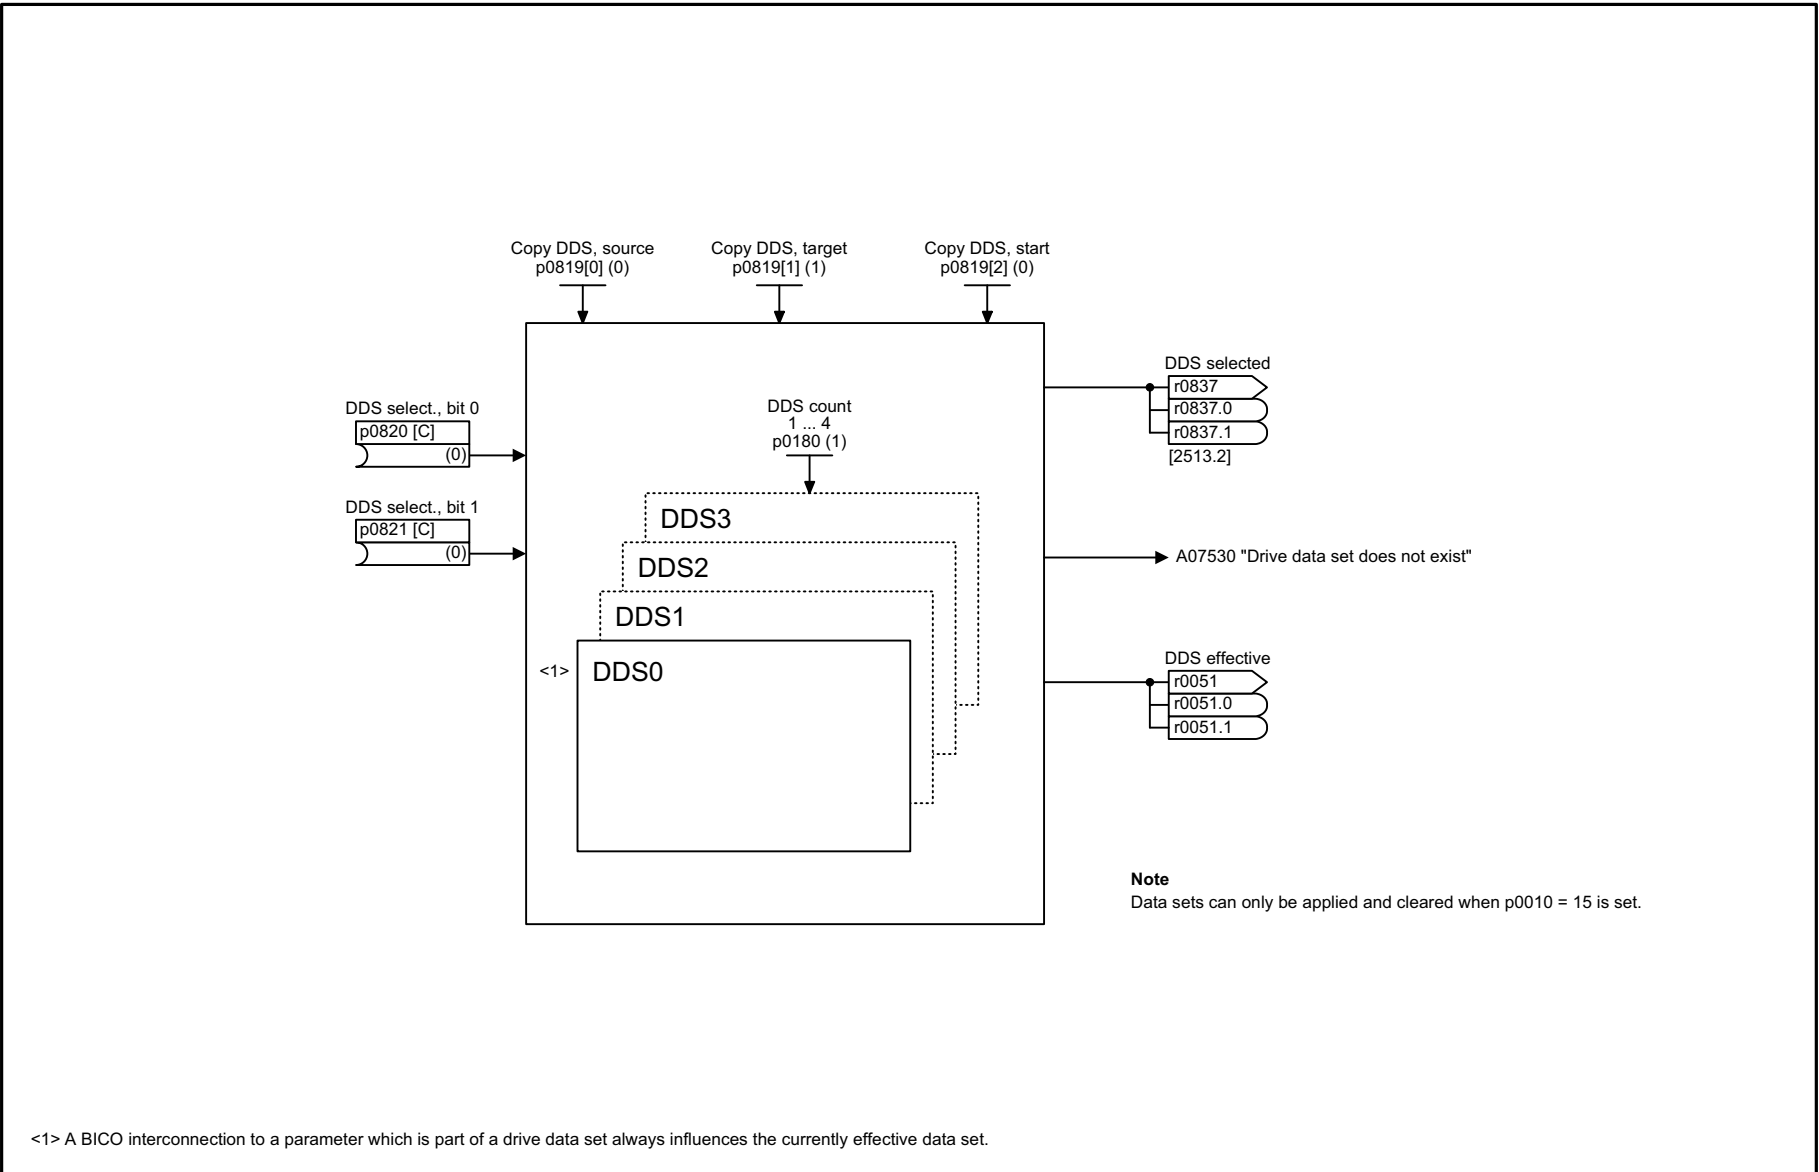 Copy DDS, source
p0819[0] (0)
Copy DDS, target
p0819[1] (1)
Copy DDS, start
p0819[2] (0)
DDS select., bit 0
p0820 [C]
(0)
DDS select., bit 1
p0821 [C]
(0)
DDS count
1 ... 4
p0180 (1)
DDS3
DDS2
DDS1
<1>
DDS0
DDS selected
r0837
r0837.0
r0837.1
[2513.2]
A07530 "Drive data set does not exist"
DDS effective
r0051
r0051.0
r0051.1
Note
Data sets can only be applied and cleared when p0010 = 15 is set.
<1> A BICO interconnection to a parameter which is part of a drive data set always influences the currently effective data set.